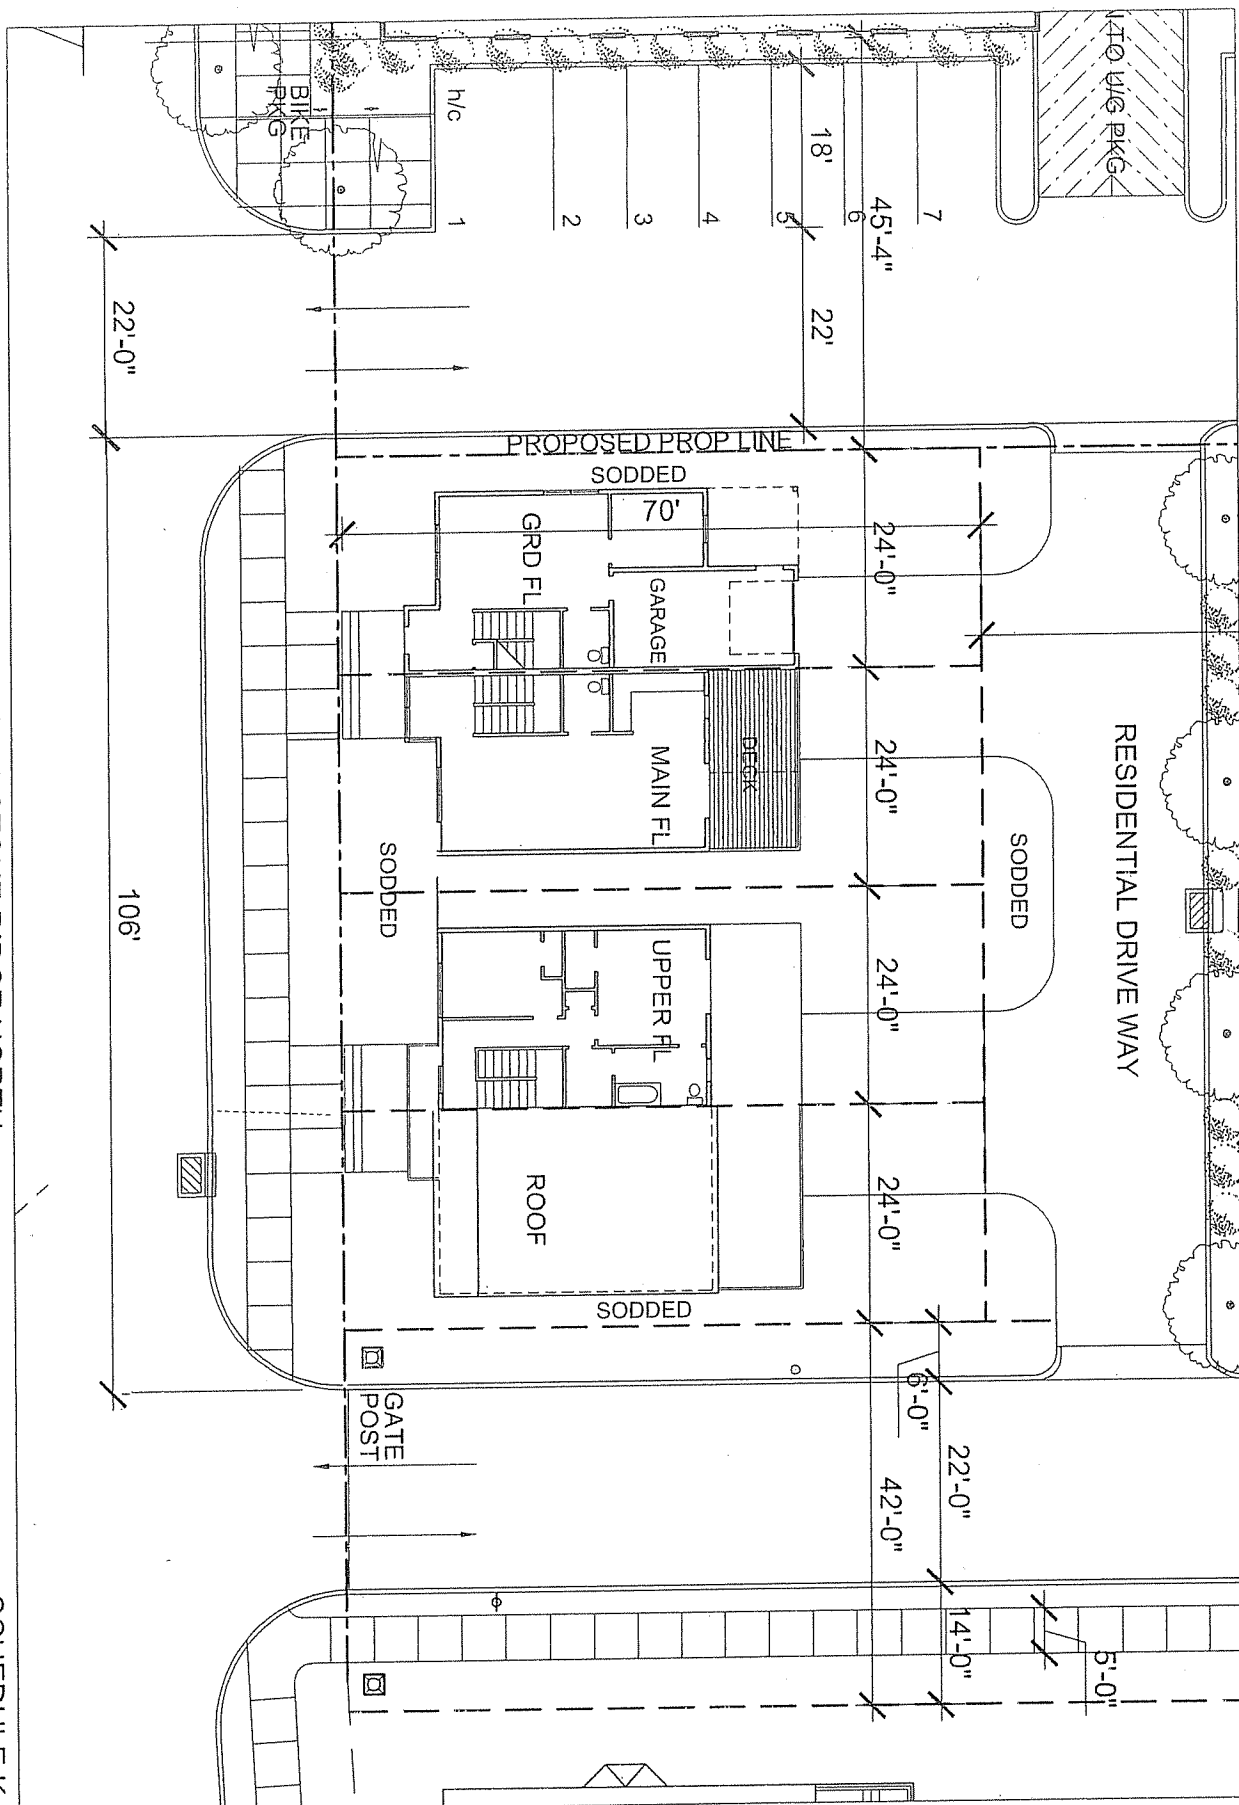 h/c
BIKE
PKG
1
2
3
4
5
6
7
18'
45'-4"
TO U/G PKG
22'-0"
22'
PROPOSED PROP LINE
SODDED
70'
GRD FL
GARAGE
24'-0"
MAIN FL
DECK
24'-0"
SODDED
SODDED
RESIDENTIAL DRIVE WAY
106'
UPPER FL
24'-0"
ROOF
24'-0"
SODDED
GATE
POST
6'-0"
22'-0"
42'-0"
14'-0"
5'-0"